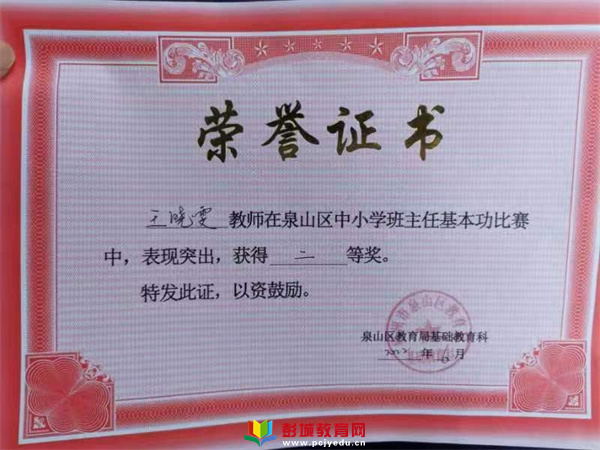 荣誉证书
王晓雯 教师在泉山区中小学班主任基本功比赛
中，表现突出，获得 二 等奖。
特发此证，以资鼓励。
泉山区教育局基础教育科
年 月
彭城教育网
www.pcjyedu.cn